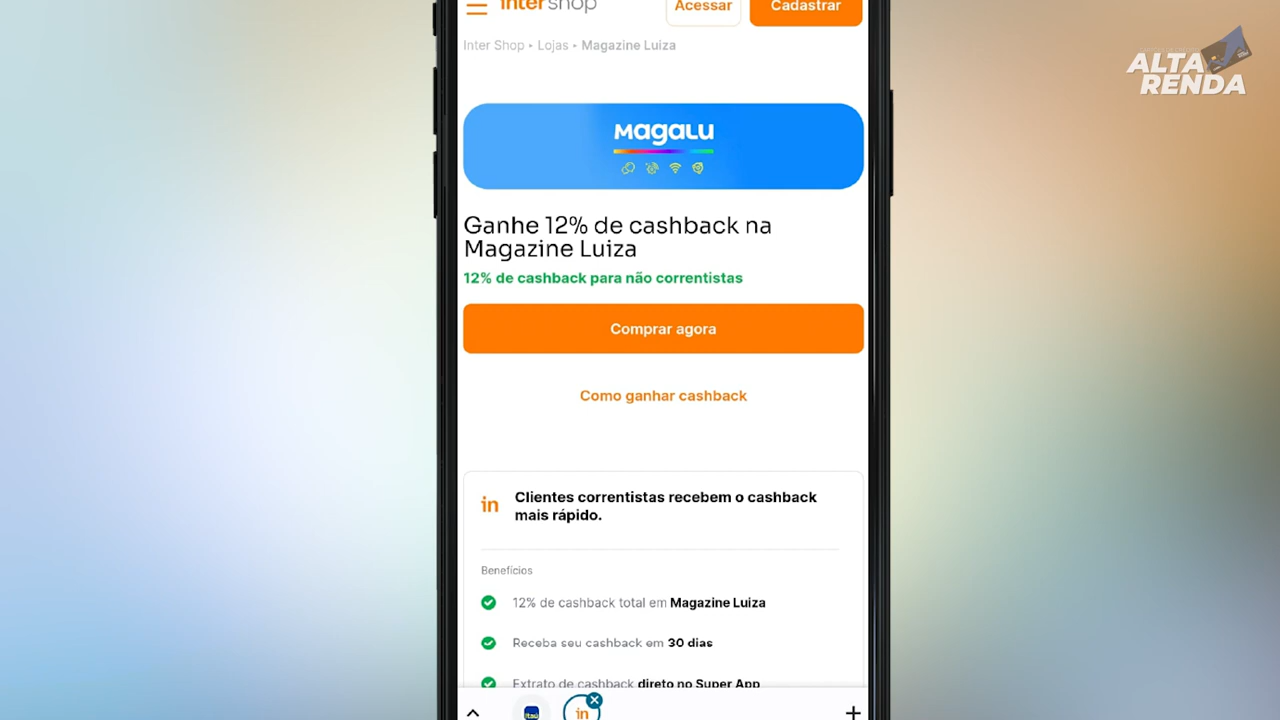 inter shop
Acessar
Cadastrar
Inter Shop • Lojas • Magazine Luiza
ALTA
RENDA
MagaLu
Ganhe 12% de cashback na
Magazine Luiza
12% de cashback para não correntistas
Comprar agora
Como ganhar cashback
in
Clientes correntistas recebem o cashback
mais rápido.
Benefícios
12% de cashback total em Magazine Luiza
Receba seu cashback em 30 dias
Extrato de cashback direto no Super App
Itaú
in